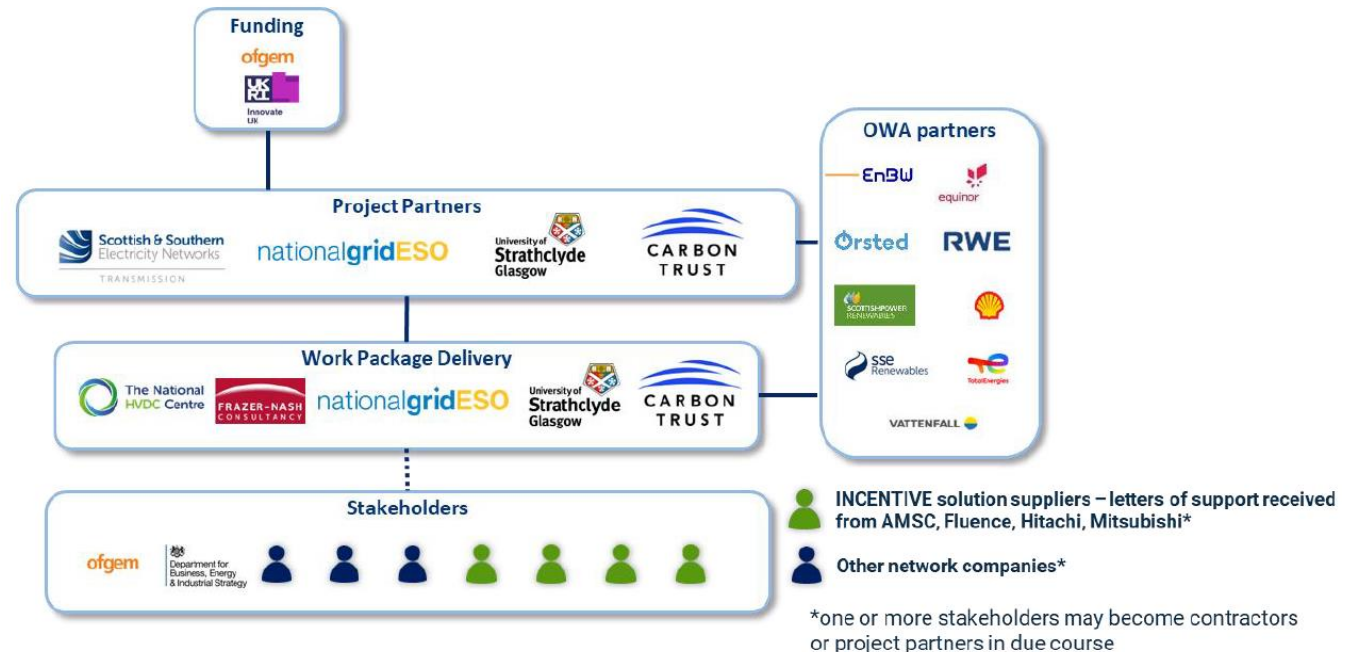 Funding
ofgem
UK
RI
Innovate
UK
OWA partners
EnBW
equinor
Orsted
RWE
SCOTTISHPOWER
RENEWABLES
sse
Renewables
TotalEnergies
VATTENFALL
Project Partners
Scottish & Southern
Electricity Networks
TRANSMISSION
nationalgridESO
University of
Strathclyde
Glasgow
CARBON
TRUST
Work Package Delivery
The National
HVDC Centre
FRAZER-NASH
CONSULTANCY
nationalgridESO
University of
Strathclyde
Glasgow
CARBON
TRUST
Stakeholders
ofgem
Department for
Business, Energy
& Industrial Strategy
INCENTIVE solution suppliers – letters of support received
from AMSC, Fluence, Hitachi, Mitsubishi*
Other network companies*
*one or more stakeholders may become contractors
or project partners in due course